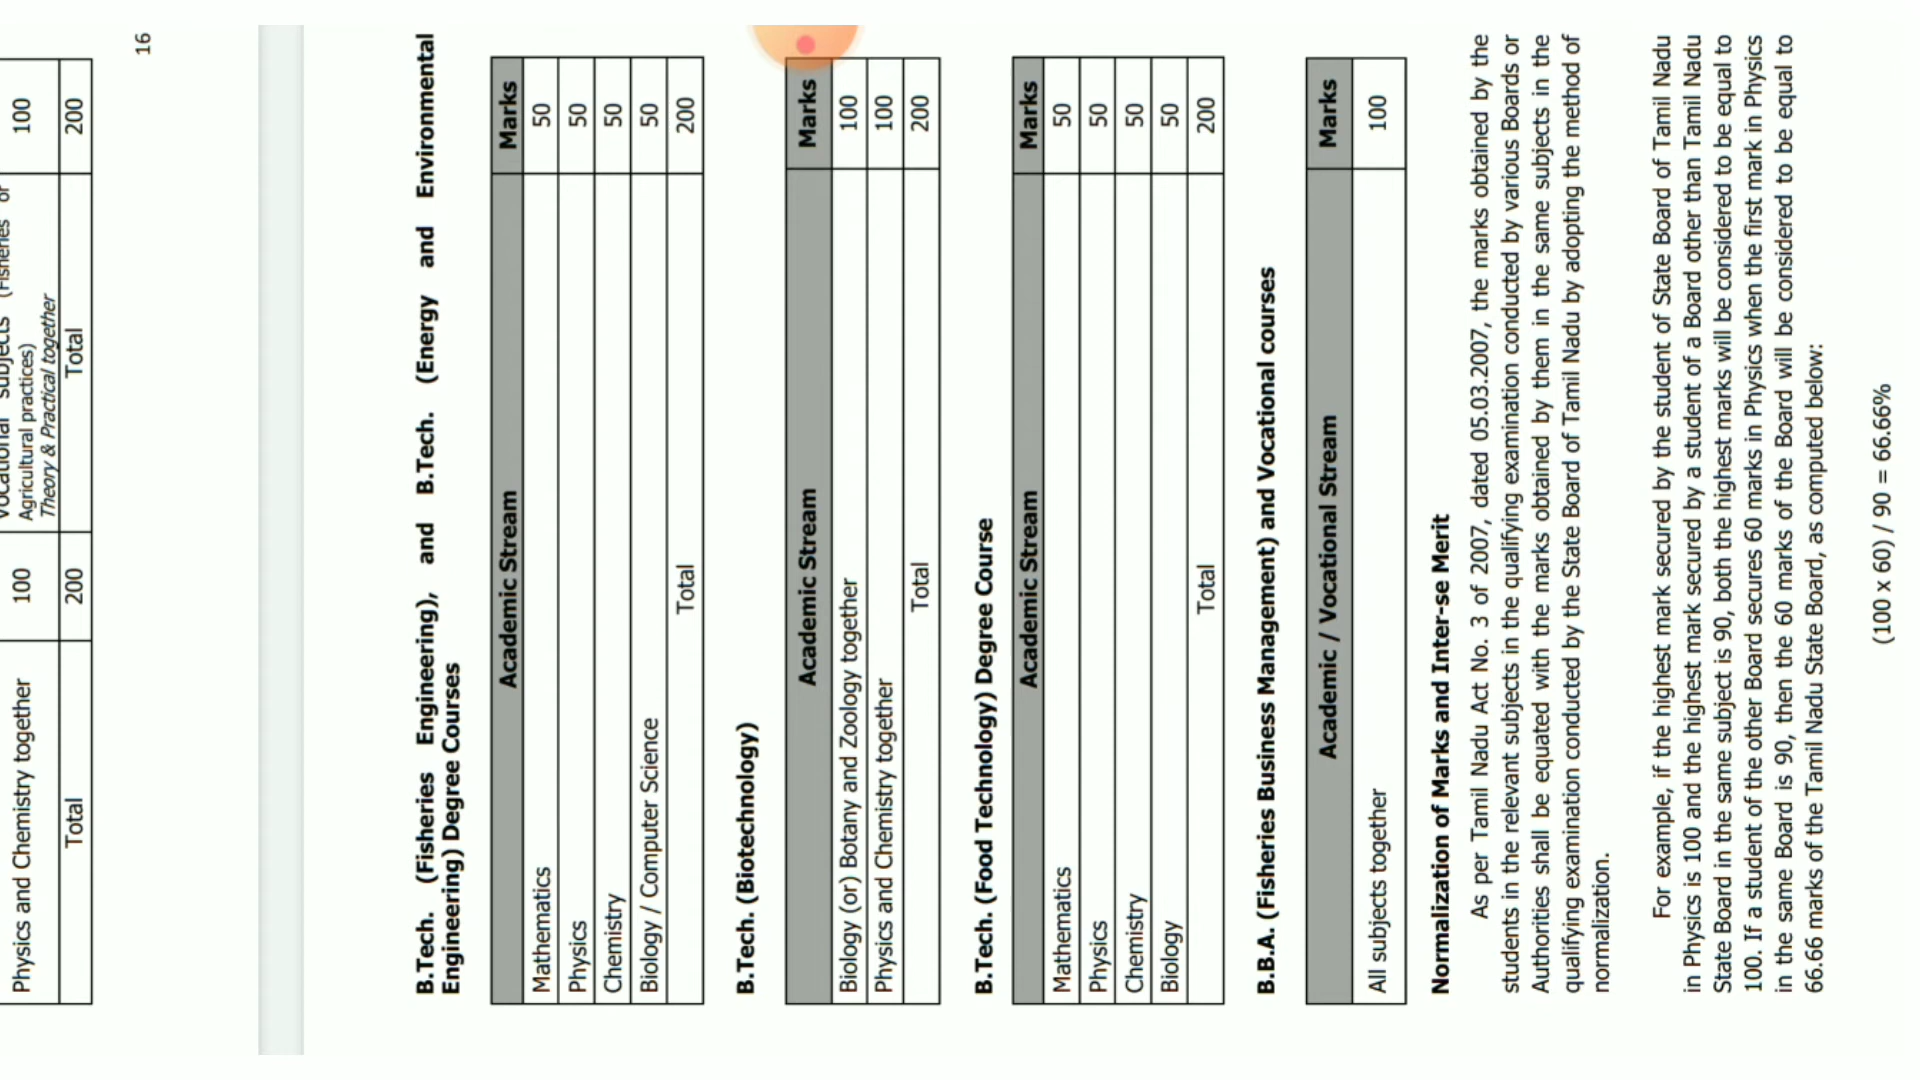 Vocational subjects (Fisheries or
Agricultural practices)
Physics and Chemistry together 100 Theory & Practical together 100
Total 200 Total 200
16
B.Tech. (Fisheries Engineering), and B.Tech. (Energy and Environmental
Engineering) Degree Courses
Academic Stream Marks
Mathematics 50
Physics 50
Chemistry 50
Biology / Computer Science 50
Total 200
B.Tech. (Biotechnology)
Academic Stream Marks
Biology (or) Botany and Zoology together 100
Physics and Chemistry together 100
Total 200
B.Tech. (Food Technology) Degree Course
Academic Stream Marks
Mathematics 50
Physics 50
Chemistry 50
Biology 50
Total 200
B.B.A. (Fisheries Business Management) and Vocational courses
Academic / Vocational Stream Marks
All subjects together 100
Normalization of Marks and Inter-se Merit
As per Tamil Nadu Act No. 3 of 2007, dated 05.03.2007, the marks obtained by the
students in the relevant subjects in the qualifying examination conducted by various Boards or
Authorities shall be equated with the marks obtained by them in the same subjects in the
qualifying examination conducted by the State Board of Tamil Nadu by adopting the method of
normalization.
For example, if the highest mark secured by the student of State Board of Tamil Nadu
in Physics is 100 and the highest mark secured by a student of a Board other than Tamil Nadu
State Board in the same subject is 90, both the highest marks will be considered to be equal to
100. If a student of the other Board secures 60 marks in Physics when the first mark in Physics
in the same Board is 90, then the 60 marks of the Board will be considered to be equal to
66.66 marks of the Tamil Nadu State Board, as computed below:
(100 x 60) / 90 = 66.66%